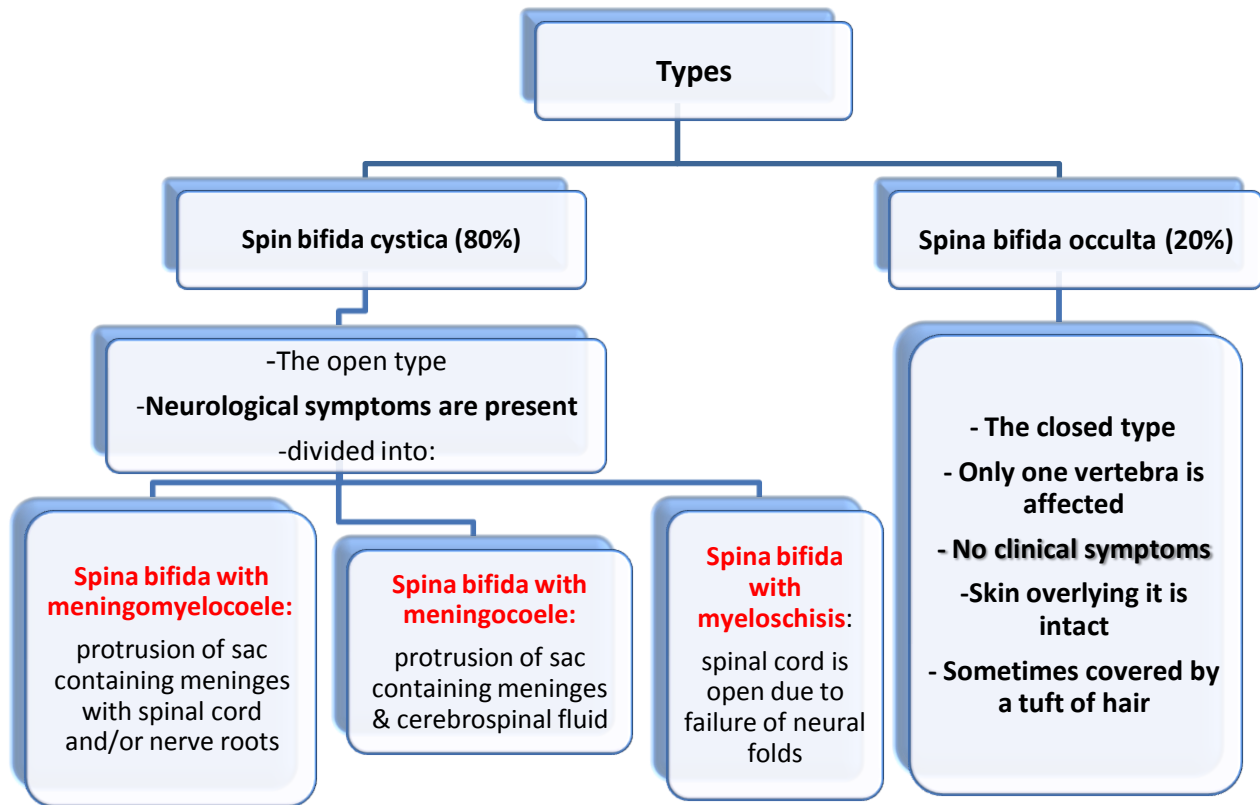 Types
Spin bifida cystica (80%)
Spina bifida occulta (20%)
-The open type
-Neurological symptoms are present
-divided into:
Spina bifida with
meningomyelocoele:
protrusion of sac
containing meninges
with spinal cord
and/or nerve roots
Spina bifida with
meningocoele:
protrusion of sac
containing meninges
& cerebrospinal fluid
Spina bifida
with
myeloschisis:
spinal cord is
open due to
failure of neural
folds
- The closed type
- Only one vertebra is
affected
- No clinical symptoms
-Skin overlying it is
intact
- Sometimes covered by
a tuft of hair